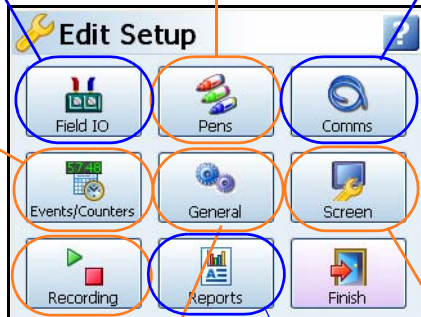 Edit Setup
?
Field IO
Pens
Comms
57:48
Events/Counters
General
Screen
Recording
Reports
Finish